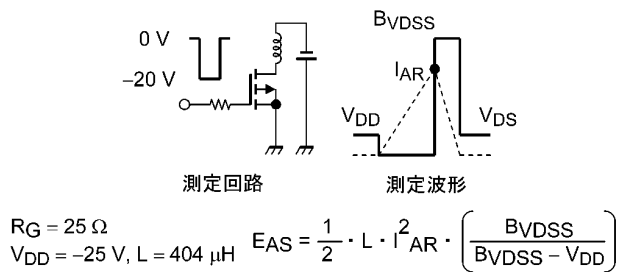 0 V
−20 V
BVDSS
IAR
VDD
VDS
測定回路
測定波形
RG = 25 Ω
VDD = −25 V, L = 404 μH
EAS = 1/2 · L · I²AR · (BVDSS / (BVDSS − VDD))